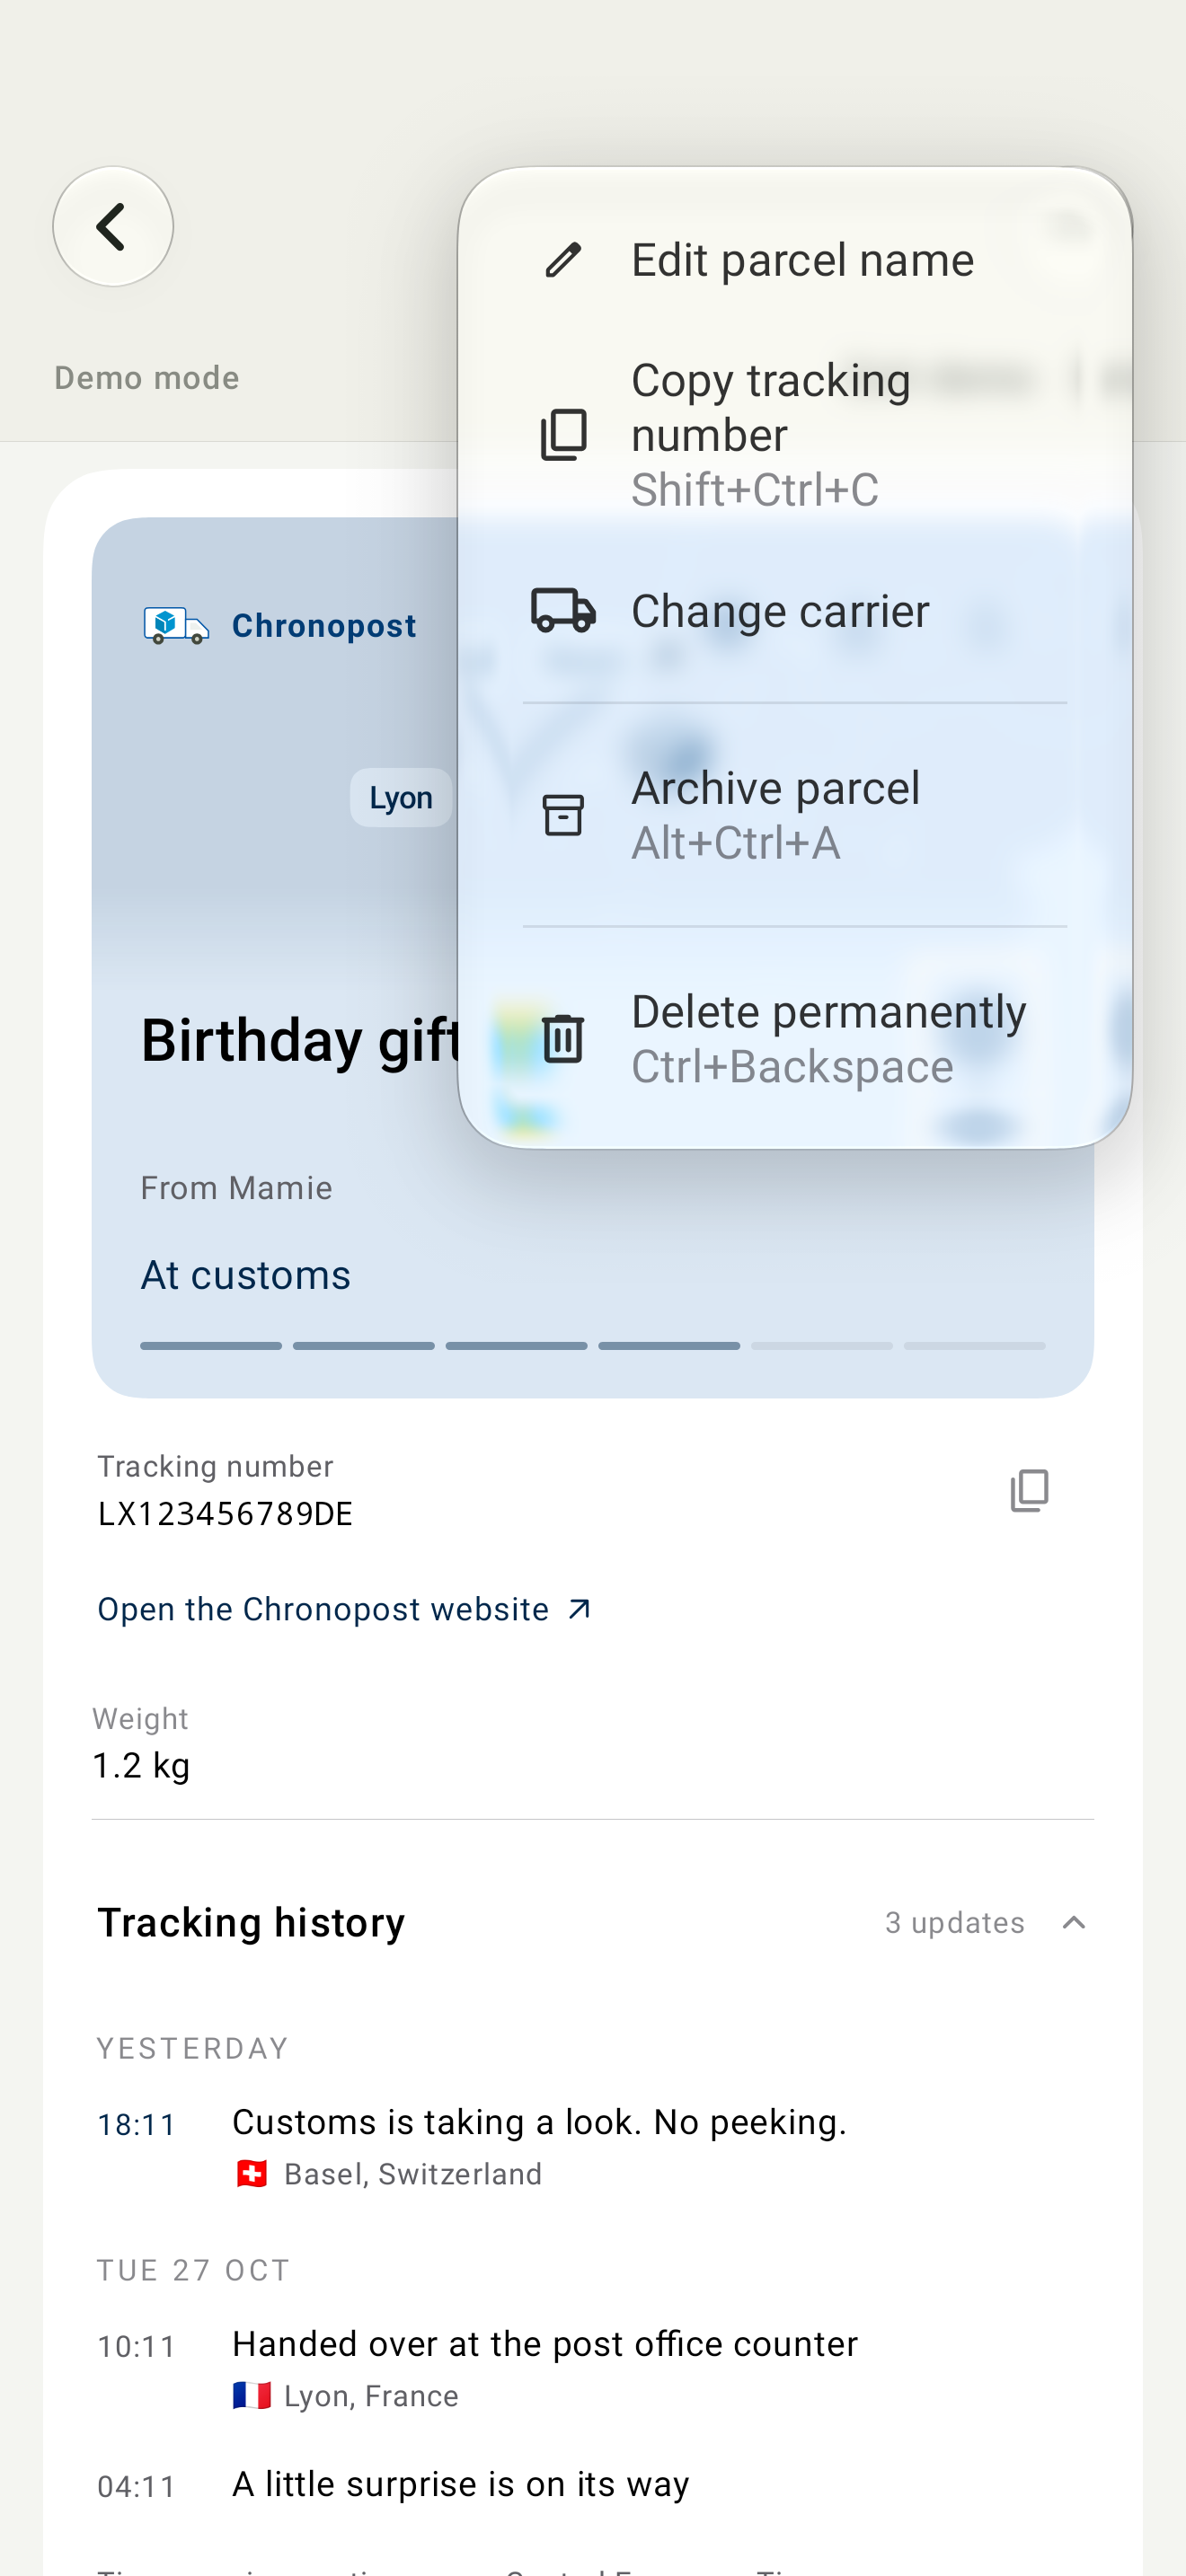 Edit parcel name
Copy tracking
number
Shift+Ctrl+C
Change carrier
Archive parcel
Alt+Ctrl+A
Delete permanently
Ctrl+Backspace
Demo mode
Chronopost
Lyon
Birthday gift
From Mamie
At customs
Tracking number
LX123456789DE
Open the Chronopost website
Weight
1.2 kg
Tracking history
3 updates
YESTERDAY
18:11 Customs is taking a look. No peeking.
Basel, Switzerland
TUE 27 OCT
10:11 Handed over at the post office counter
Lyon, France
04:11 A little surprise is on its way